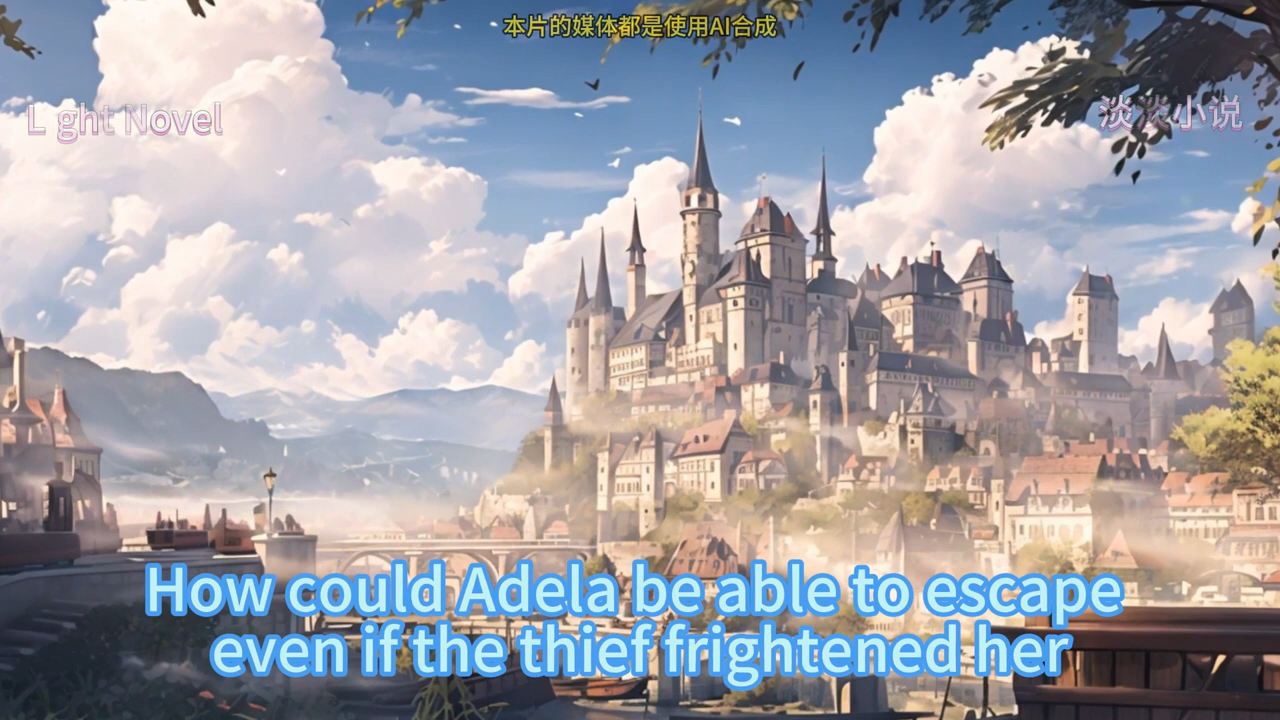 本片的媒体都是使用AI合成
L ght Novel
淡淡小说
How could Adela be able to escape
even if the thief frightened her